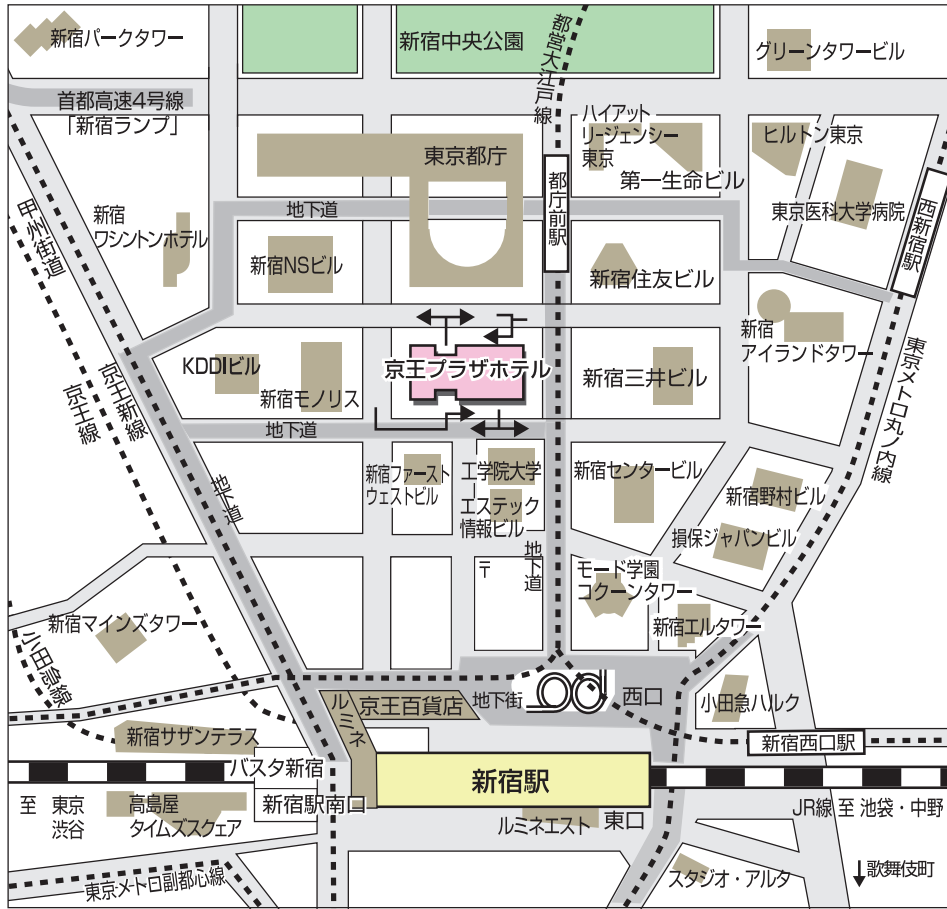 新宿パークタワー
新宿中央公園
都営大江戸線
グリーンタワービル
首都高速4号線
「新宿ランプ」
東京都庁
ハイアット
リージェンシー
東京
第一生命ビル
ヒルトン東京
都庁前駅
東京医科大学病院
西新宿駅
甲州街道
新宿
ワシントンホテル
地下道
新宿NSビル
新宿住友ビル
新宿
アイランドタワー
東京メトロ丸ノ内線
KDDIビル
新宿モノリス
京王プラザホテル
新宿三井ビル
京王新線
京王線
地下道
地下道
新宿ファースト
ウェストビル
工学院大学
エステック
情報ビル
新宿センタービル
新宿野村ビル
損保ジャパンビル
地下道
〒
モード学園
コクーンタワー
新宿エルタワー
新宿マインズタワー
小田急線
ルミネ
京王百貨店
地下街
西口
小田急ハルク
新宿サザンテラス
新宿西口駅
バスタ新宿
新宿駅
新宿駅南口
至 東京
渋谷
高島屋
タイムズスクェア
ルミネエスト
東口
JR線 至 池袋・中野
東京メトロ副都心線
スタジオ・アルタ
↓歌舞伎町